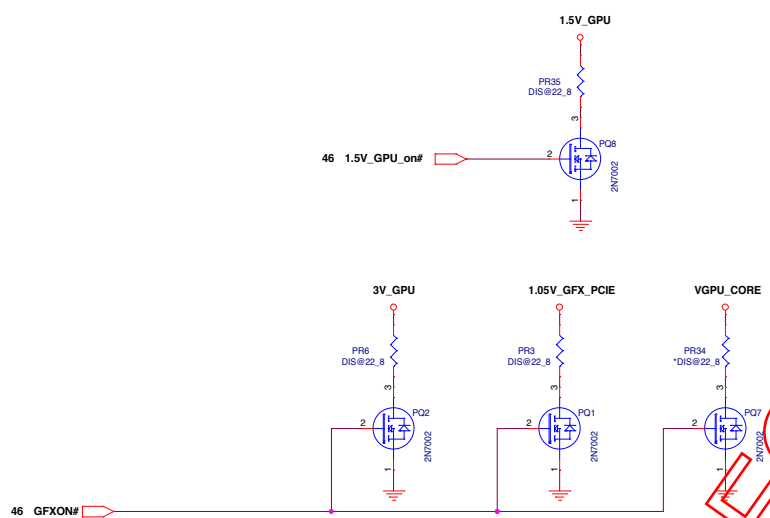 1.5V_GPU
PR35
DIS@22_8
3
46 1.5V_GPU_on#
2
PQ8
2N7002
1
3V_GPU
1.05V_GFX_PCIE
VGPU_CORE
PR6
DIS@22_8
PR3
DIS@22_8
PR34
*DIS@22_8
3
3
3
2
PQ2
2N7002
2
PQ1
2N7002
2
PQ7
2N7002
1
1
1
46 GFXON#